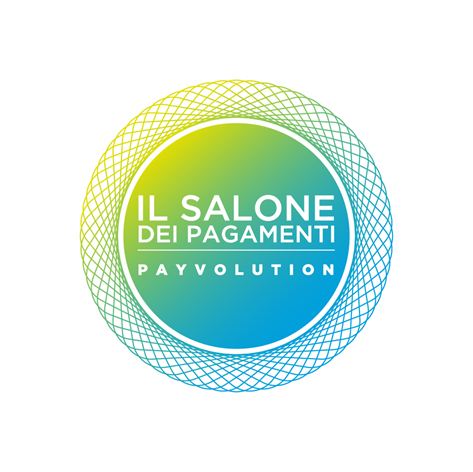 IL SALONE
DEI PAGAMENTI
PAYVOLUTION